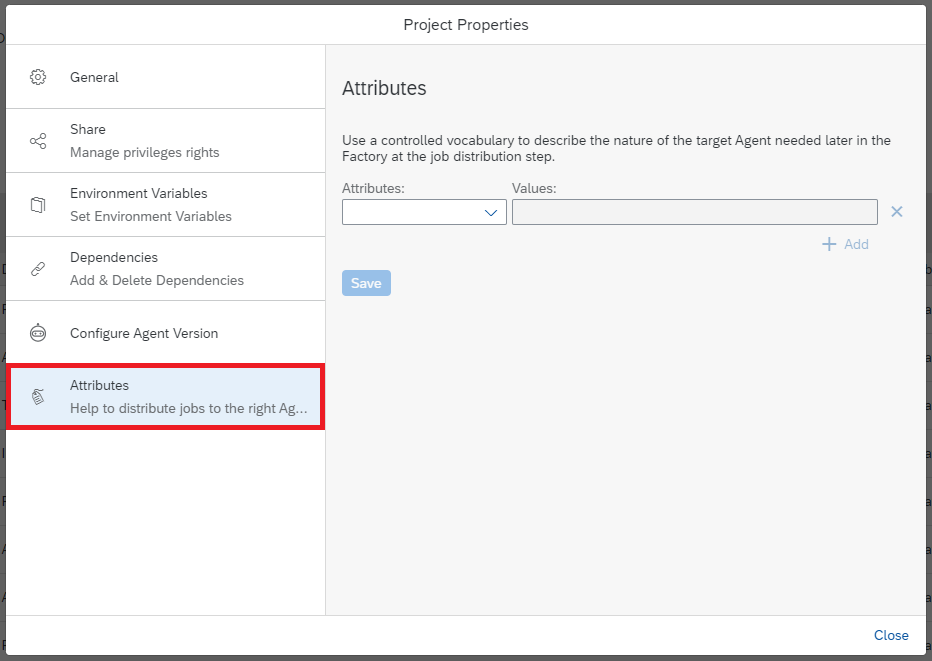 Project Properties
General
Share
Manage privileges rights
Environment Variables
Set Environment Variables
Dependencies
Add & Delete Dependencies
Configure Agent Version
Attributes
Help to distribute jobs to the right Ag...
Attributes
Use a controlled vocabulary to describe the nature of the target Agent needed later in the
Factory at the job distribution step.
Attributes: Values:
Add
Save
Close